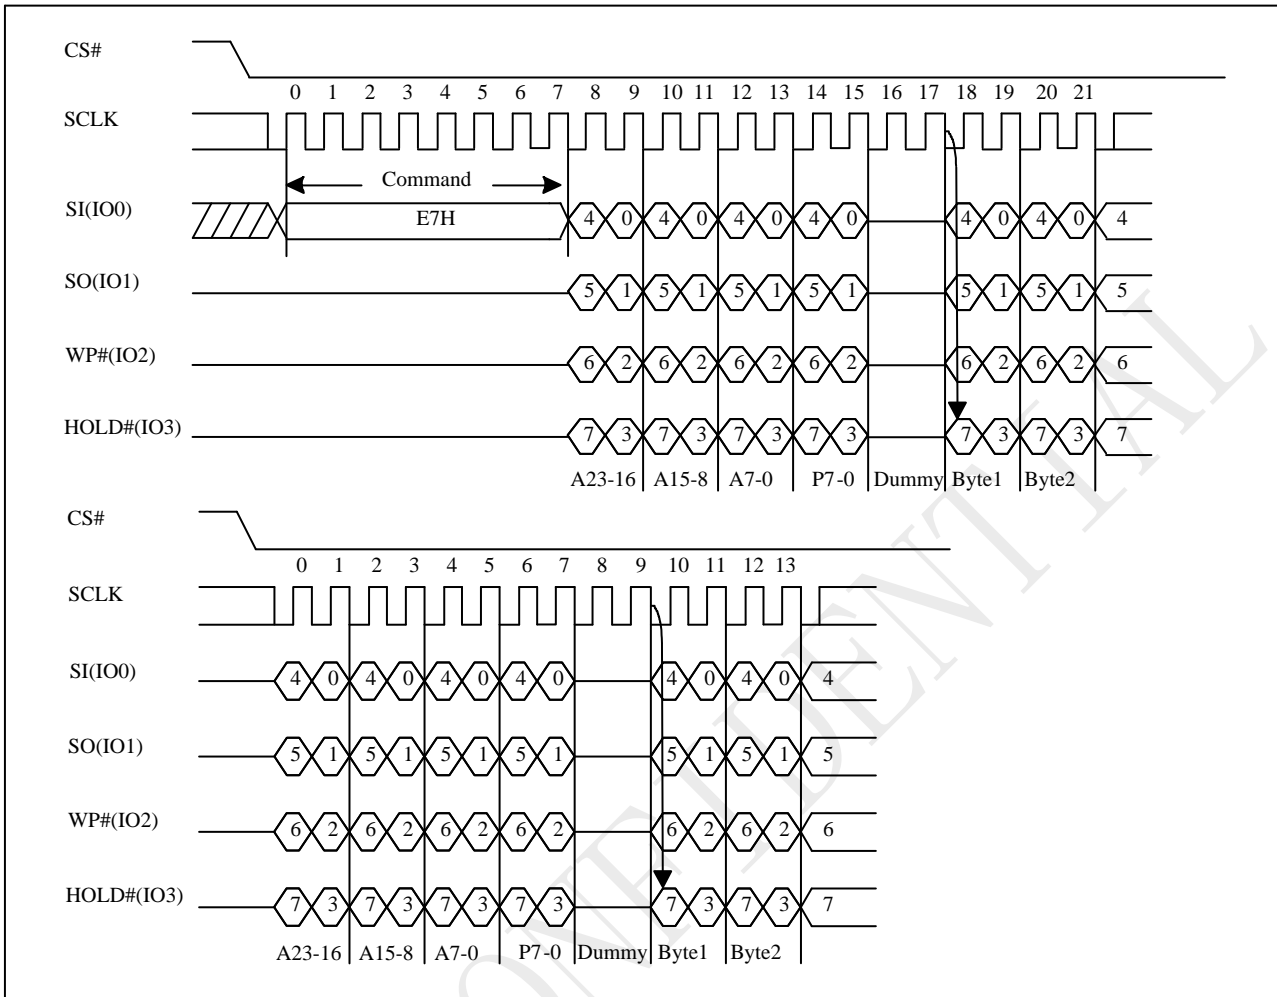 CS#
0 1 2 3 4 5 6 7 8 9 10 11 12 13 14 15 16 17 18 19 20 21
SCLK
Command
SI(IO0) E7H 4 0 4 0 4 0 4 0 4 0 4 0 4
SO(IO1) 5 1 5 1 5 1 5 1 5 1 5 1 5
WP#(IO2) 6 2 6 2 6 2 6 2 6 2 6 2 6
HOLD#(IO3) 7 3 7 3 7 3 7 3 7 3 7 3 7
A23-16 A15-8 A7-0 P7-0 Dummy Byte1 Byte2
CS#
0 1 2 3 4 5 6 7 8 9 10 11 12 13
SCLK
SI(IO0) 4 0 4 0 4 0 4 0 4 0 4 0 4
SO(IO1) 5 1 5 1 5 1 5 1 5 1 5 1 5
WP#(IO2) 6 2 6 2 6 2 6 2 6 2 6 2 6
HOLD#(IO3) 7 3 7 3 7 3 7 3 7 3 7 3 7
A23-16 A15-8 A7-0 P7-0 Dummy Byte1 Byte2
ONFIDENTIAL